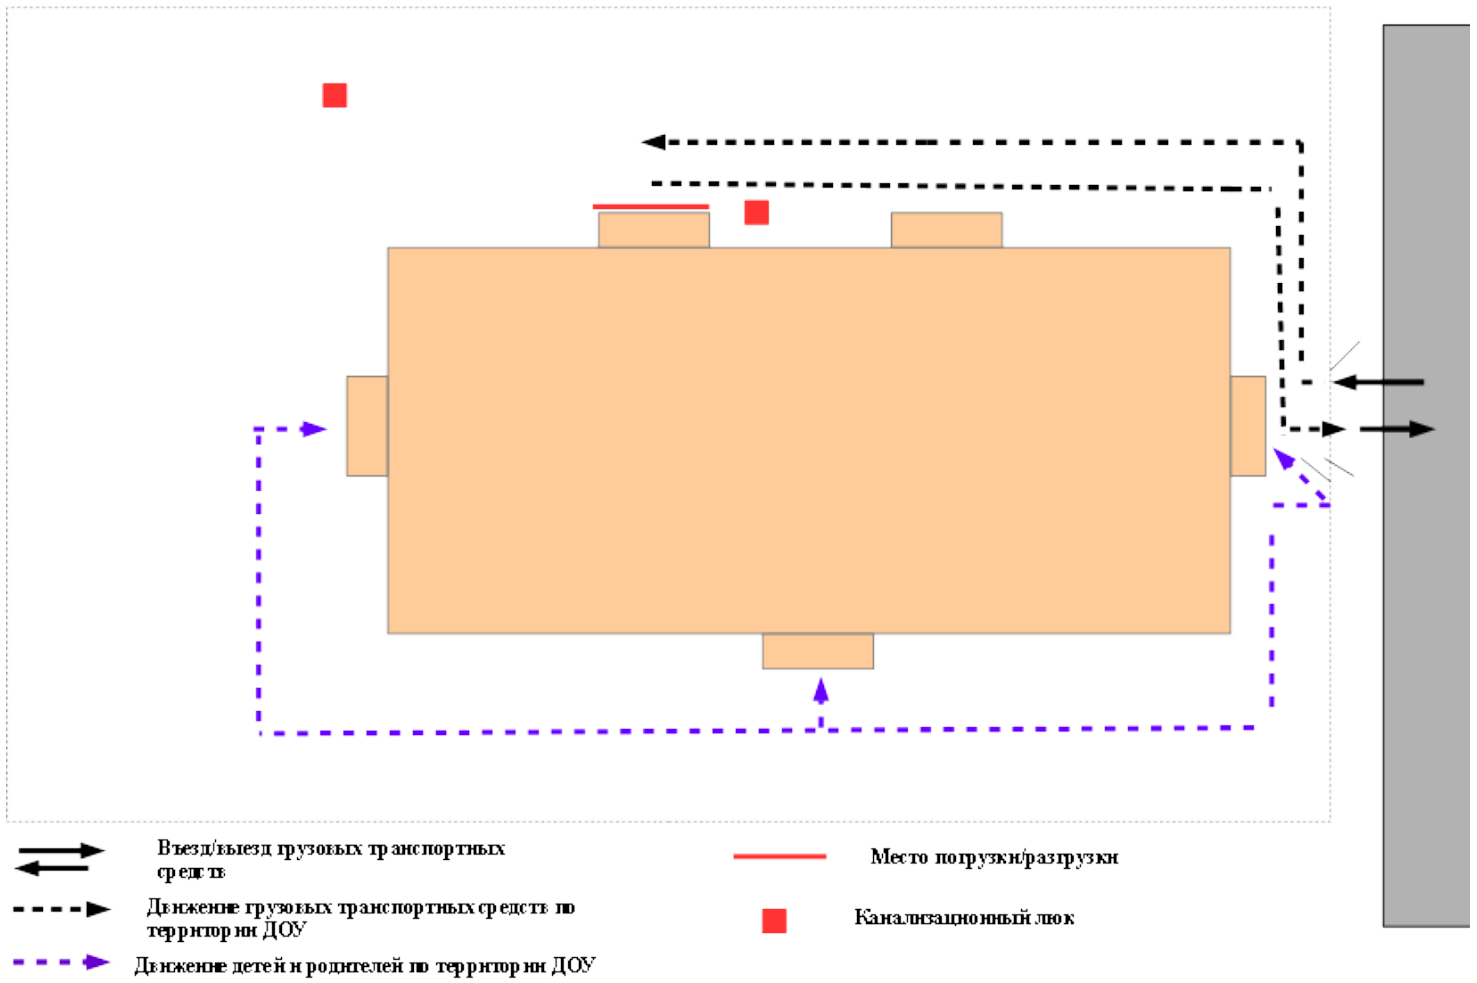 Въезд/выезд грузовых транспортных
средств
Место погрузки/разгрузки
Движение грузовых транспортных средств по
территории ДОУ
Канализационный люк
Движение детей и родителей по территории ДОУ